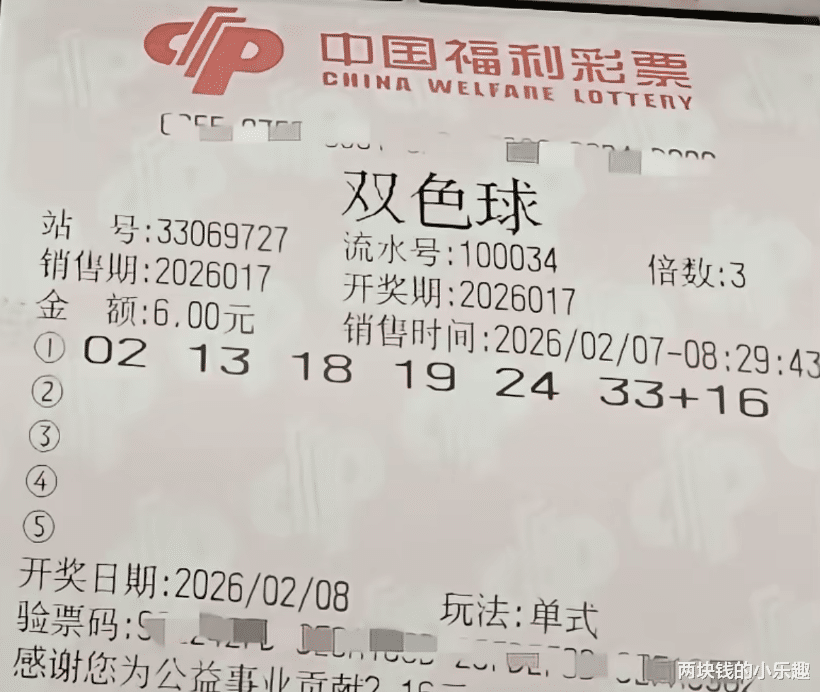 中国福利彩票
CHINA WELFARE LOTTERY
双色球
站 号:33069727 流水号:100034 倍数:3
销售期:2026017 开奖期:2026017
金 额:6.00元 销售时间:2026/02/07-08:29:43
① 02 13 18 19 24 33+16
②
③
④
⑤
开奖日期:2026/02/08 玩法:单式
验票码:
感谢您为公益事业贡献2.16
两块钱的小乐趣